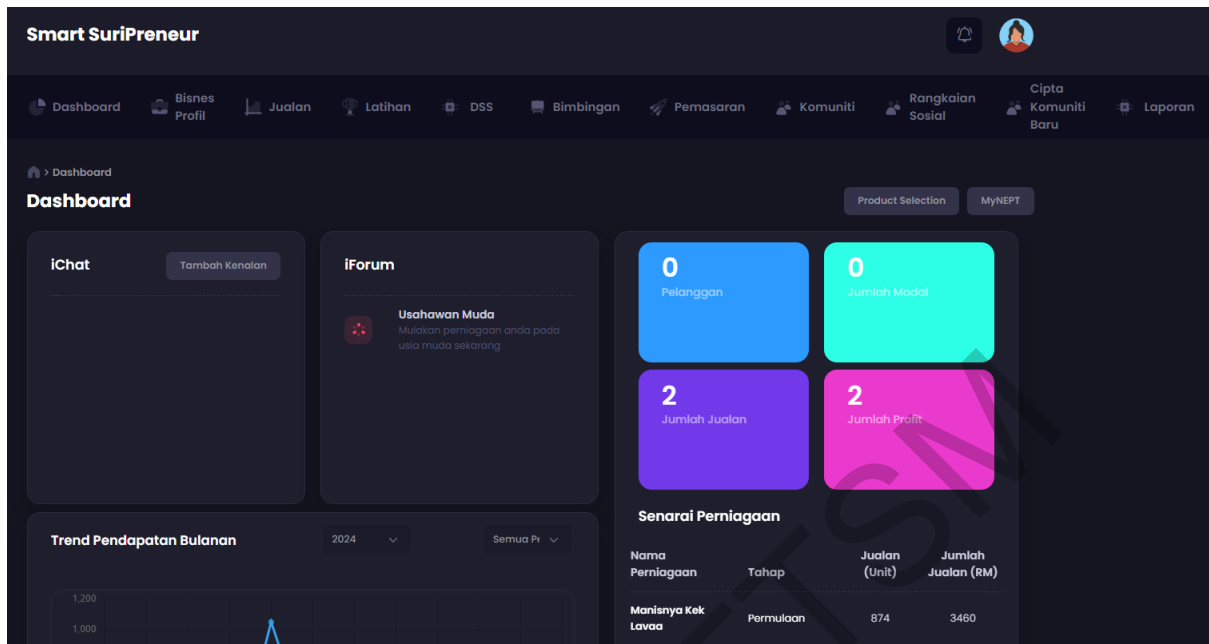 Smart SuriPreneur
Dashboard
Bisnes
Profil
Jualan
Latihan
DSS
Bimbingan
Pemasaran
Komuniti
Rangkaian
Sosial
Cipta
Komuniti
Baru
Laporan
> Dashboard
Dashboard
Product Selection
MyNEPT
iChat
Tambah Kenalan
iForum
Usahawan Muda
Mulakan perniagaan anda pada
usia muda sekarang
0
Pelanggan
0
Jumlah Modal
2
Jumlah Jualan
2
Jumlah Profit
Trend Pendapatan Bulanan
2024
Semua Pe
1,200
1,000
Senarai Perniagaan
Nama
Perniagaan
Tahap
Jualan
(Unit)
Jumlah
Jualan (RM)
Manisnya Kek
Lavaa
Permulaan
874
3460
FTSM